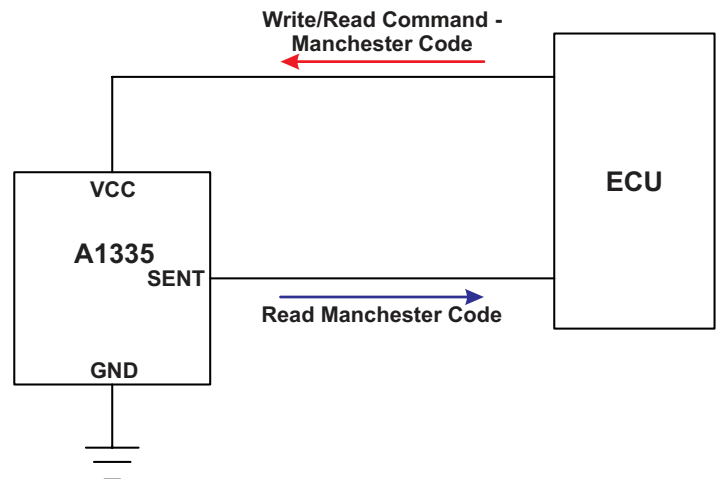 Write/Read Command -
Manchester Code
ECU
VCC
A1335
SENT
Read Manchester Code
GND